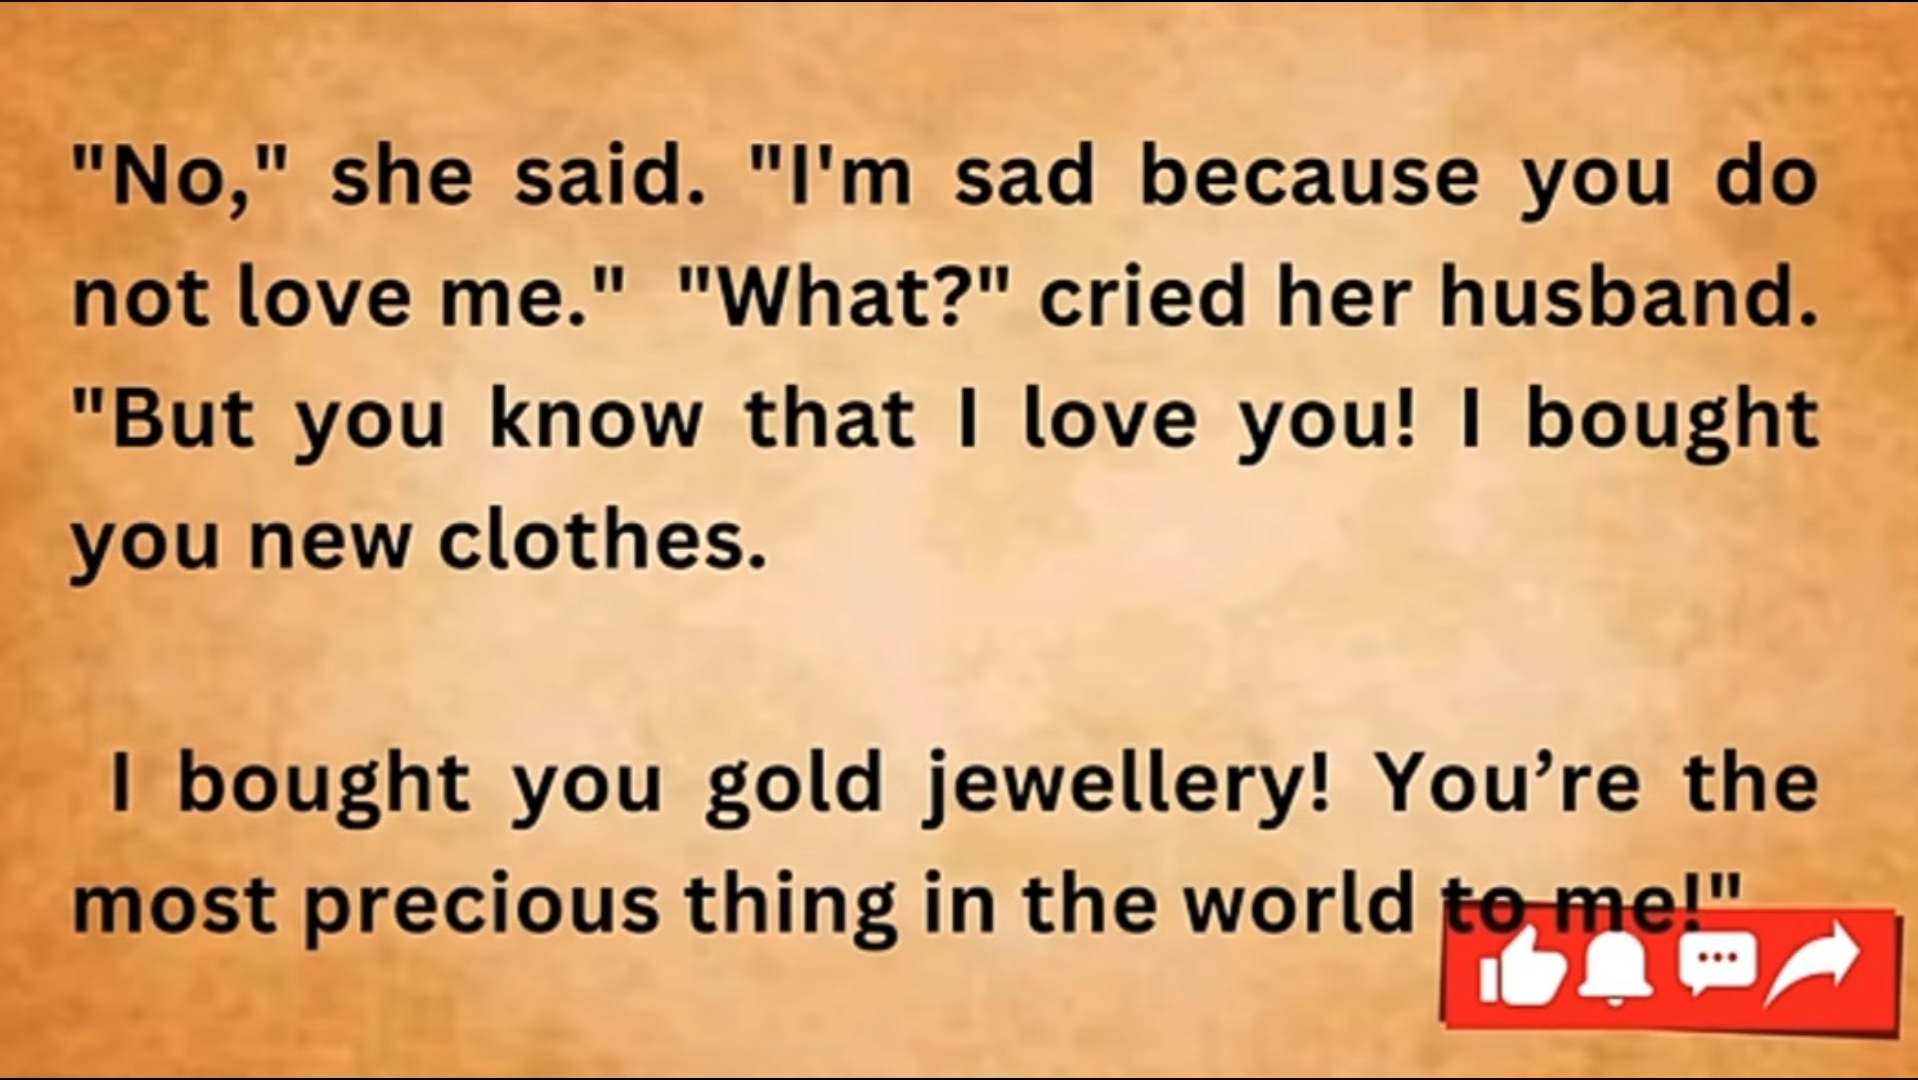 "No," she said. "I'm sad because you do
not love me." "What?" cried her husband.
"But you know that I love you! I bought
you new clothes.
I bought you gold jewellery! You’re the
most precious thing in the world to me!"